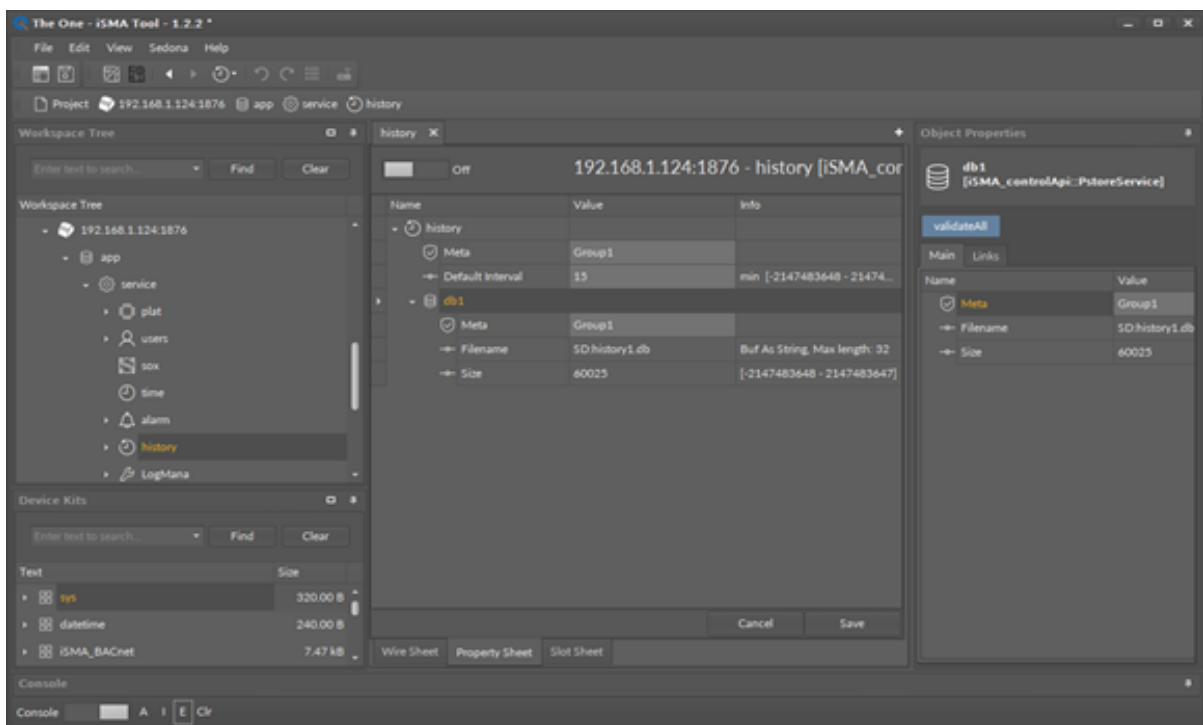 The One - iSMA Tool - 1.2.2 *
File Edit View Sedona Help
Project 192.168.1.124:1876 app service history
Workspace Tree
Enter text to search... Find Clear
Workspace Tree
192.168.1.124:1876
app
service
plat
users
sox
time
alarm
history
LogMana
Device Kits
Enter text to search... Find Clear
Text Size
sys 320.00 B
datetime 240.00 B
iSMA_BACnet 7.47 kB
history
Off 192.168.1.124:1876 - history [iSMA_cor
Name Value Info
history
Meta Group1
Default Interval 15 min [-2147483648 - 21474...
db1
Meta Group1
Filename SD:history1.db Buf As String, Max length: 32
Size 60025 [-2147483648 - 2147483647]
Cancel Save
Wire Sheet Property Sheet Slot Sheet
Object Properties
db1
[iSMA_controlApi::PstoreService]
validateAll
Main Links
Name Value
Meta Group1
Filename SD:history1.db
Size 60025
Console
Console A I E Clr